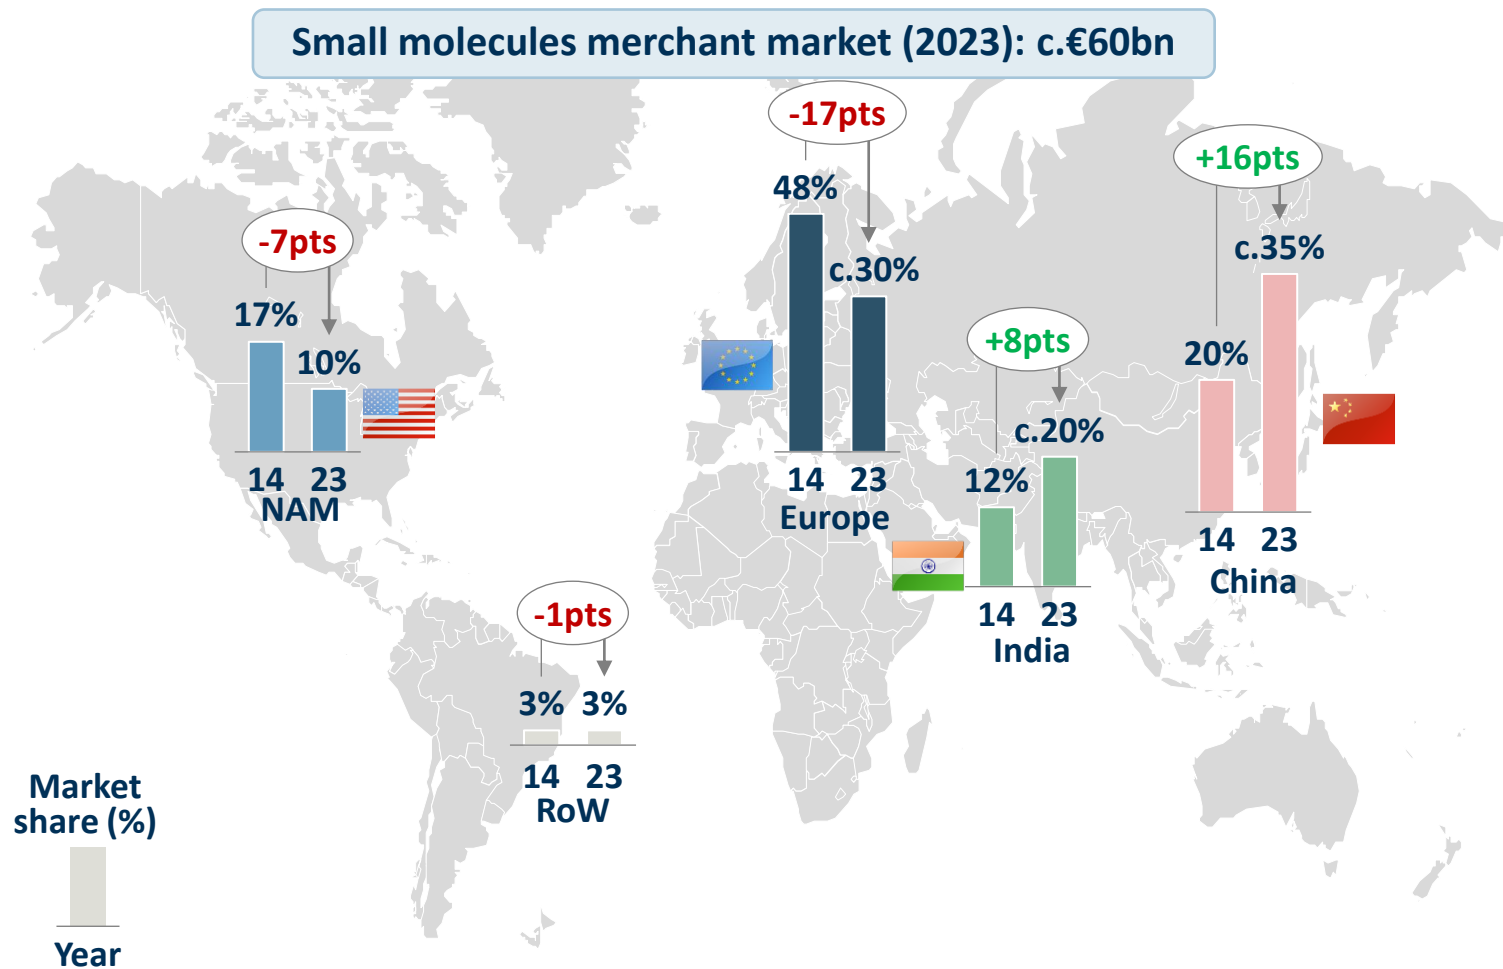 Small molecules merchant market (2023): c.€60bn
-7pts
17%
10%
14 23
NAM
-17pts
48%
c.30%
14 23
Europe
+8pts
12%
c.20%
14 23
India
+16pts
20%
c.35%
14 23
China
-1pts
3% 3%
14 23
RoW
Market
share (%)
Year